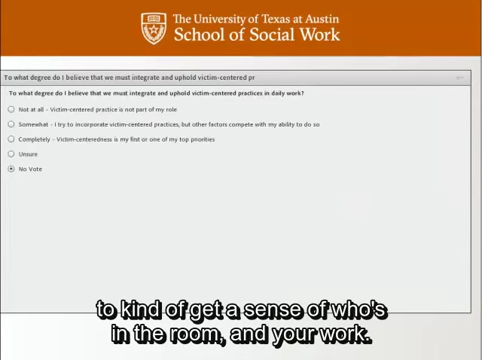 The University of Texas at Austin
School of Social Work
To what degree do I believe that we must integrate and uphold victim-centered pr
To what degree do I believe that we must integrate and uphold victim-centered practices in daily work?
Not at all - Victim-centered practice is not part of my role
Somewhat - I try to incorporate victim-centered practices, but other factors compete with my ability to do so
Completely - Victim-centeredness is my first or one of my top priorities
Unsure
No Vote
to kind of get a sense of who's
in the room, and your work.